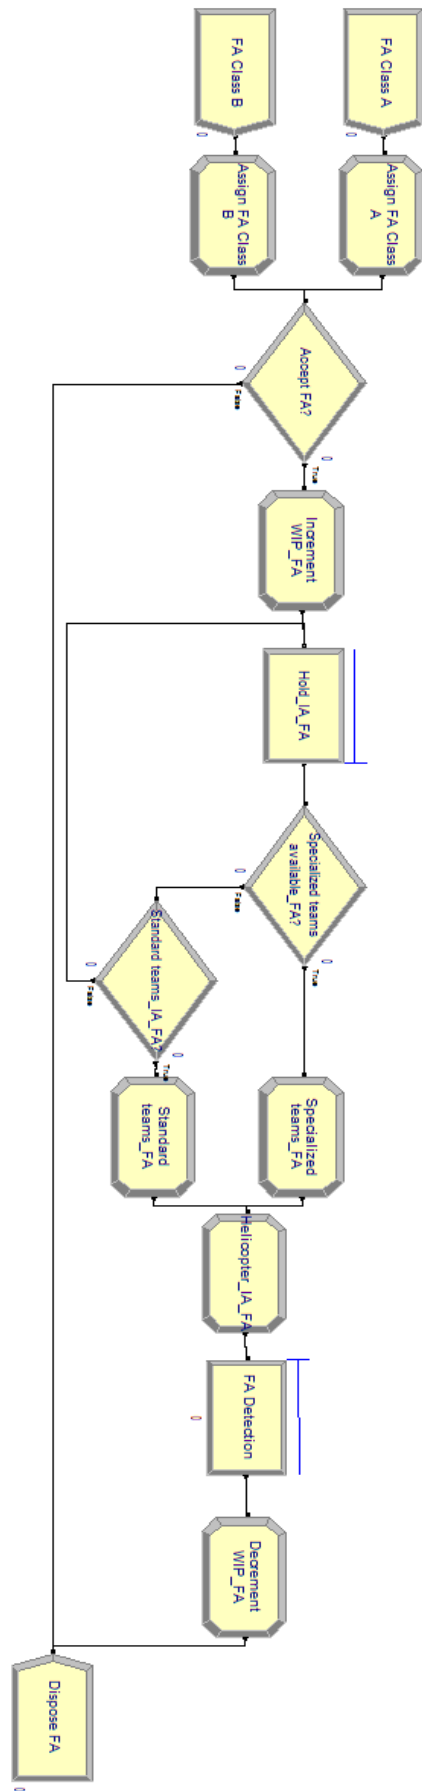 FA Class A
0
FA Class B
0
Assign FA Class
A
Assign FA Class
B
Accept FA?
0
True
0
False
Increment
WIP_FA
Hold_IA_FA
Specialized teams
available_FA?
0
True
0
False
Standard teams_IA_FA?
0
True
0
False
Specialized
teams_FA
Standard
teams_FA
Helicopter_IA_FA
FA Detection
0
Decrement
WIP_FA
Dispose FA
0